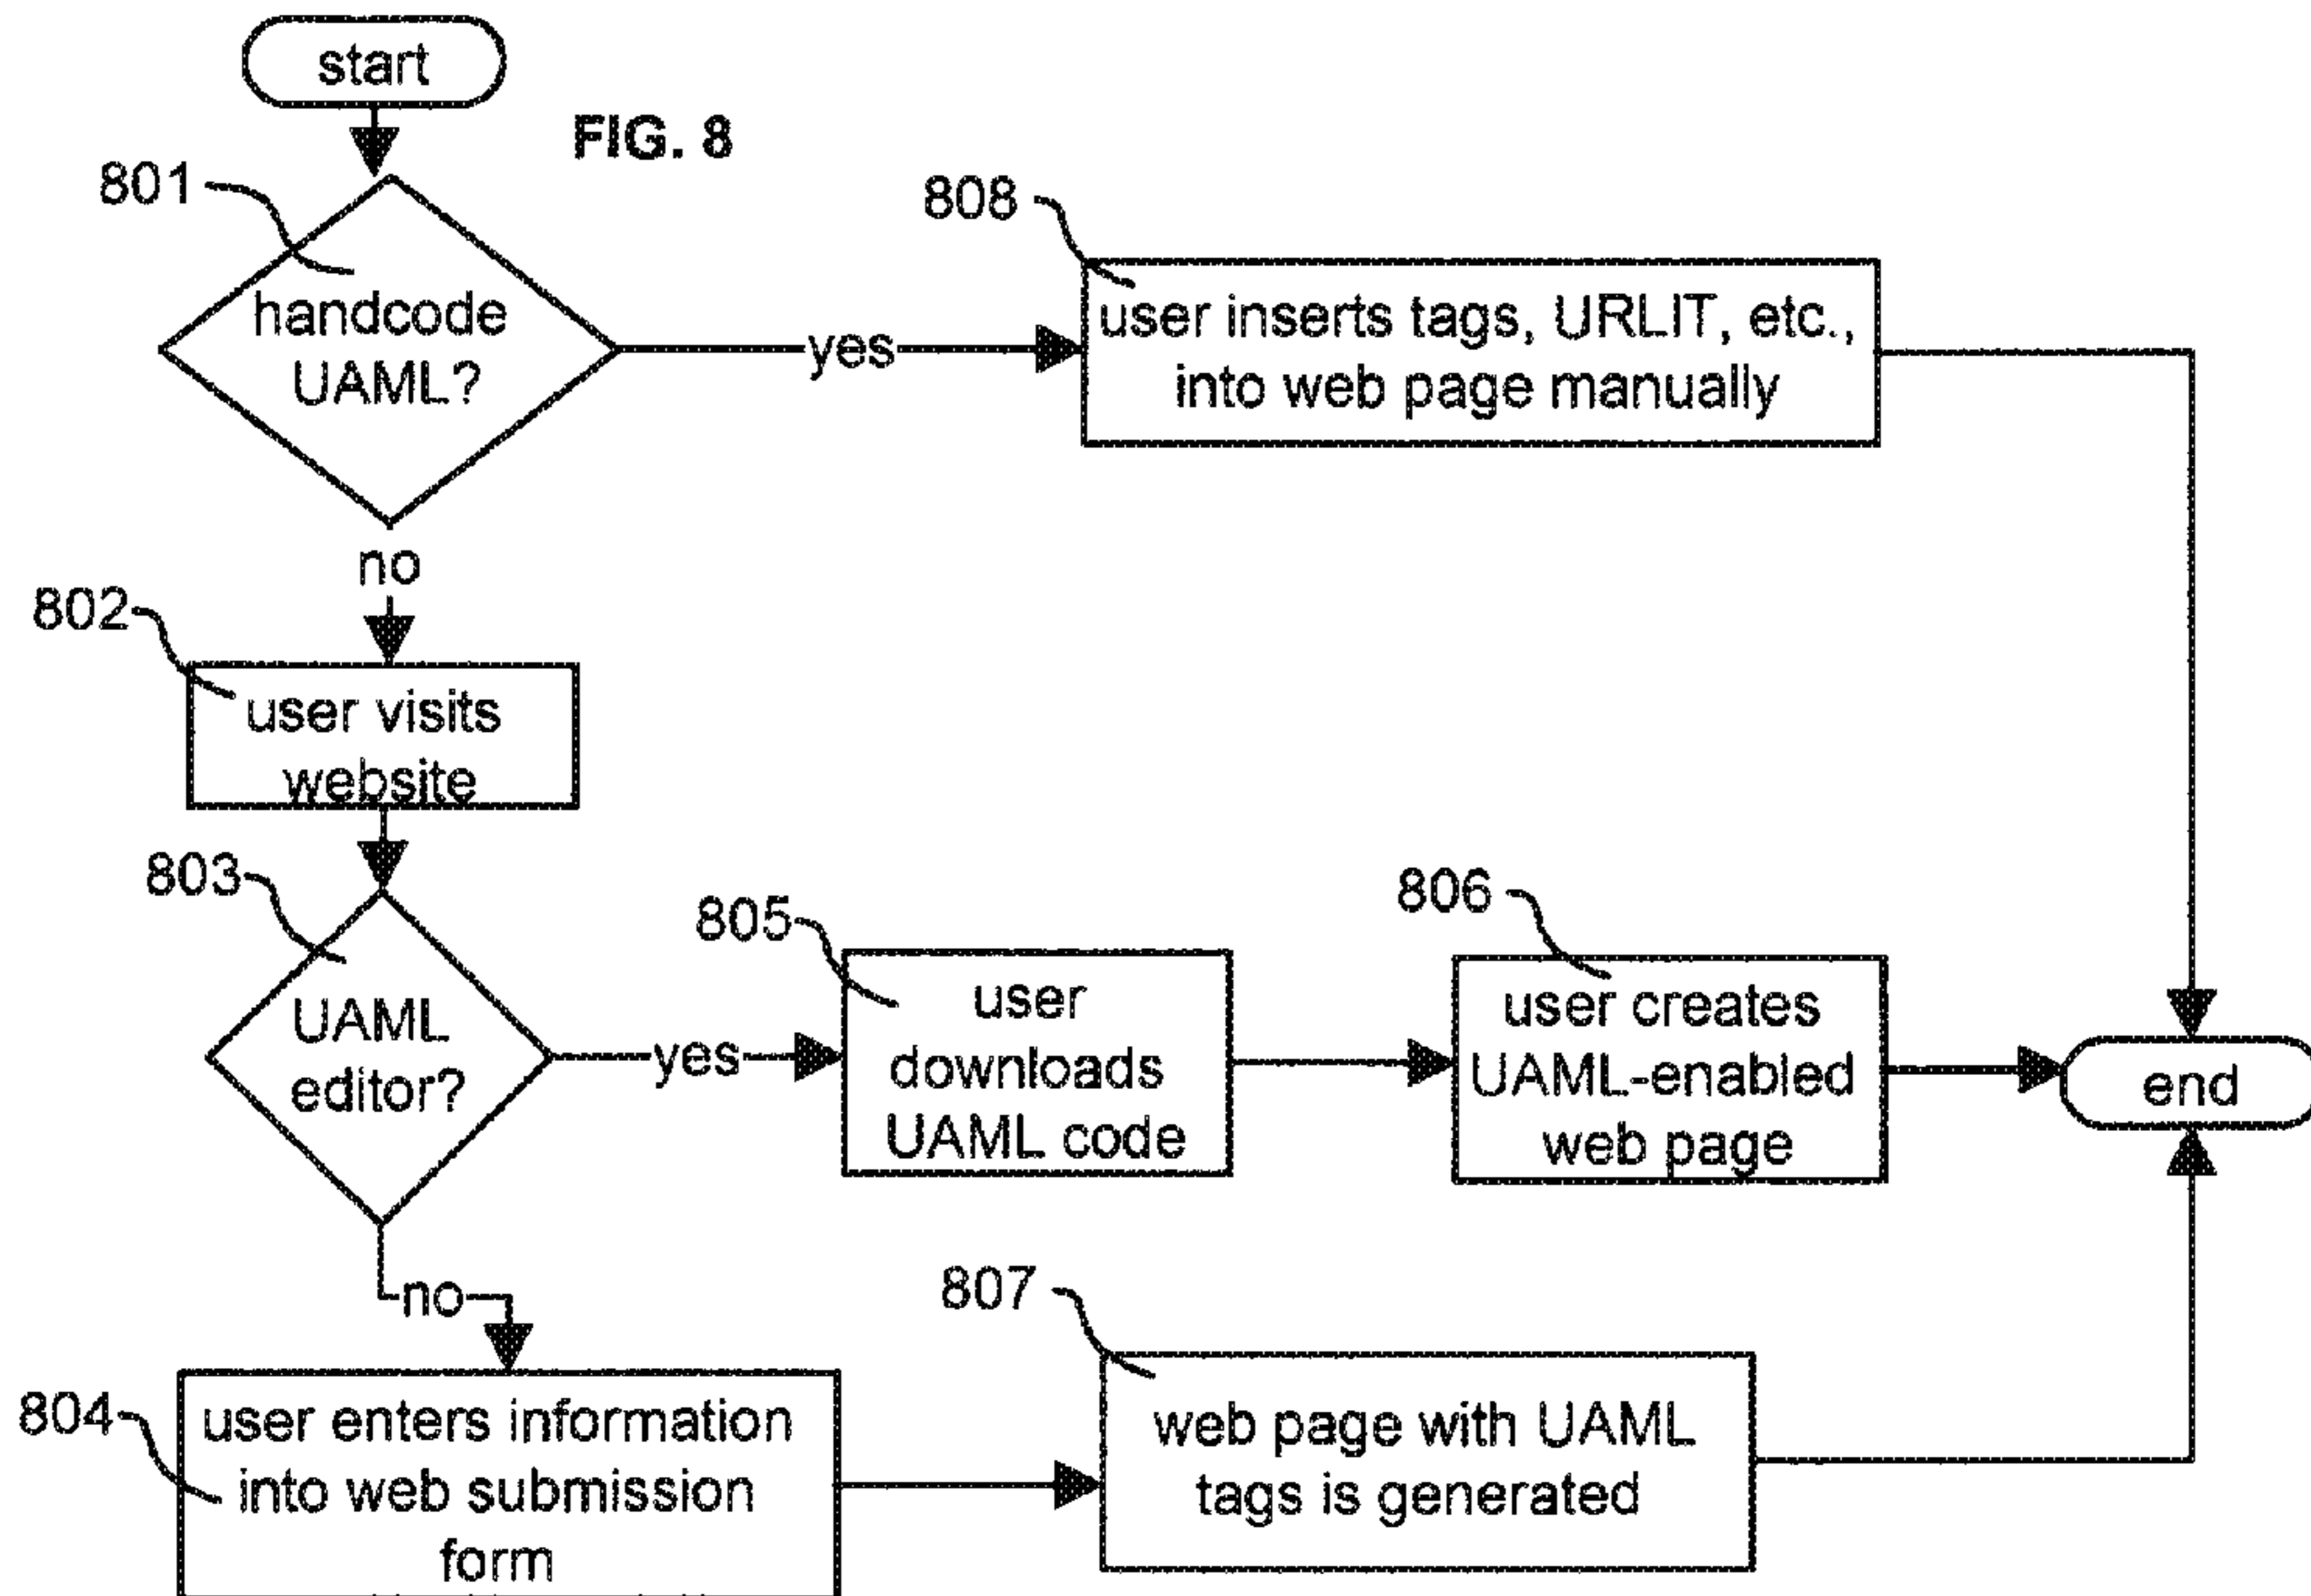 start
FIG. 8
801
handcode
UAML?
yes
808
user inserts tags, URLIT, etc.,
into web page manually
no
802
user visits
website
803
UAML
editor?
yes
805
user
downloads
UAML code
806
user creates
UAML-enabled
web page
end
no
804
user enters information
into web submission
form
807
web page with UAML
tags is generated